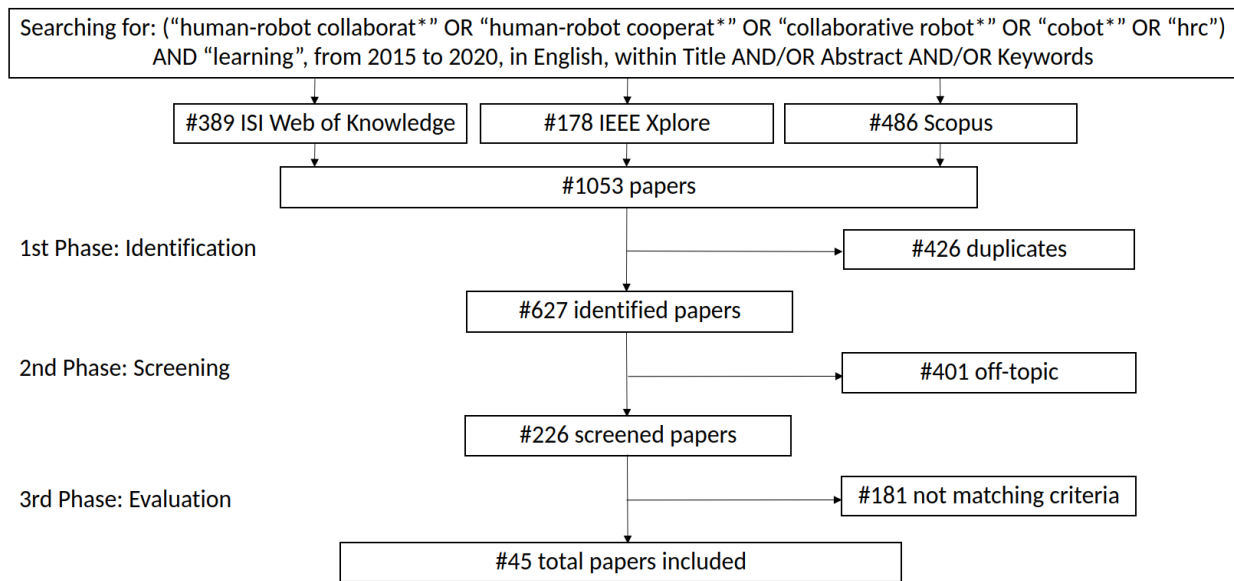 Searching for: (“human-robot collaborat*” OR “human-robot cooperat*” OR “collaborative robot*” OR “cobot*” OR “hrc”)
AND “learning”, from 2015 to 2020, in English, within Title AND/OR Abstract AND/OR Keywords
#389 ISI Web of Knowledge
#178 IEEE Xplore
#486 Scopus
#1053 papers
1st Phase: Identification
#426 duplicates
#627 identified papers
2nd Phase: Screening
#401 off-topic
#226 screened papers
3rd Phase: Evaluation
#181 not matching criteria
#45 total papers included